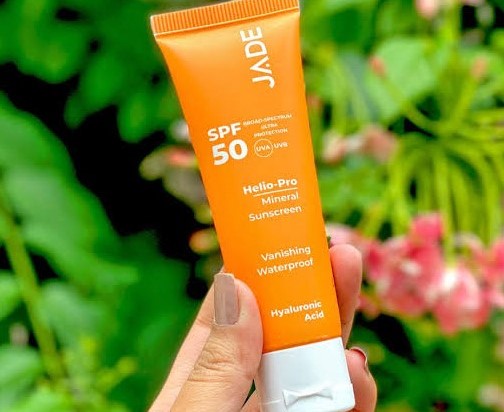 JADE
SPF
50
BROAD-SPECTRUM
ULTRA
PROTECTION
UVA UVB
Helio-Pro
Mineral
Sunscreen
Vanishing
Waterproof
Hyaluronic
Acid